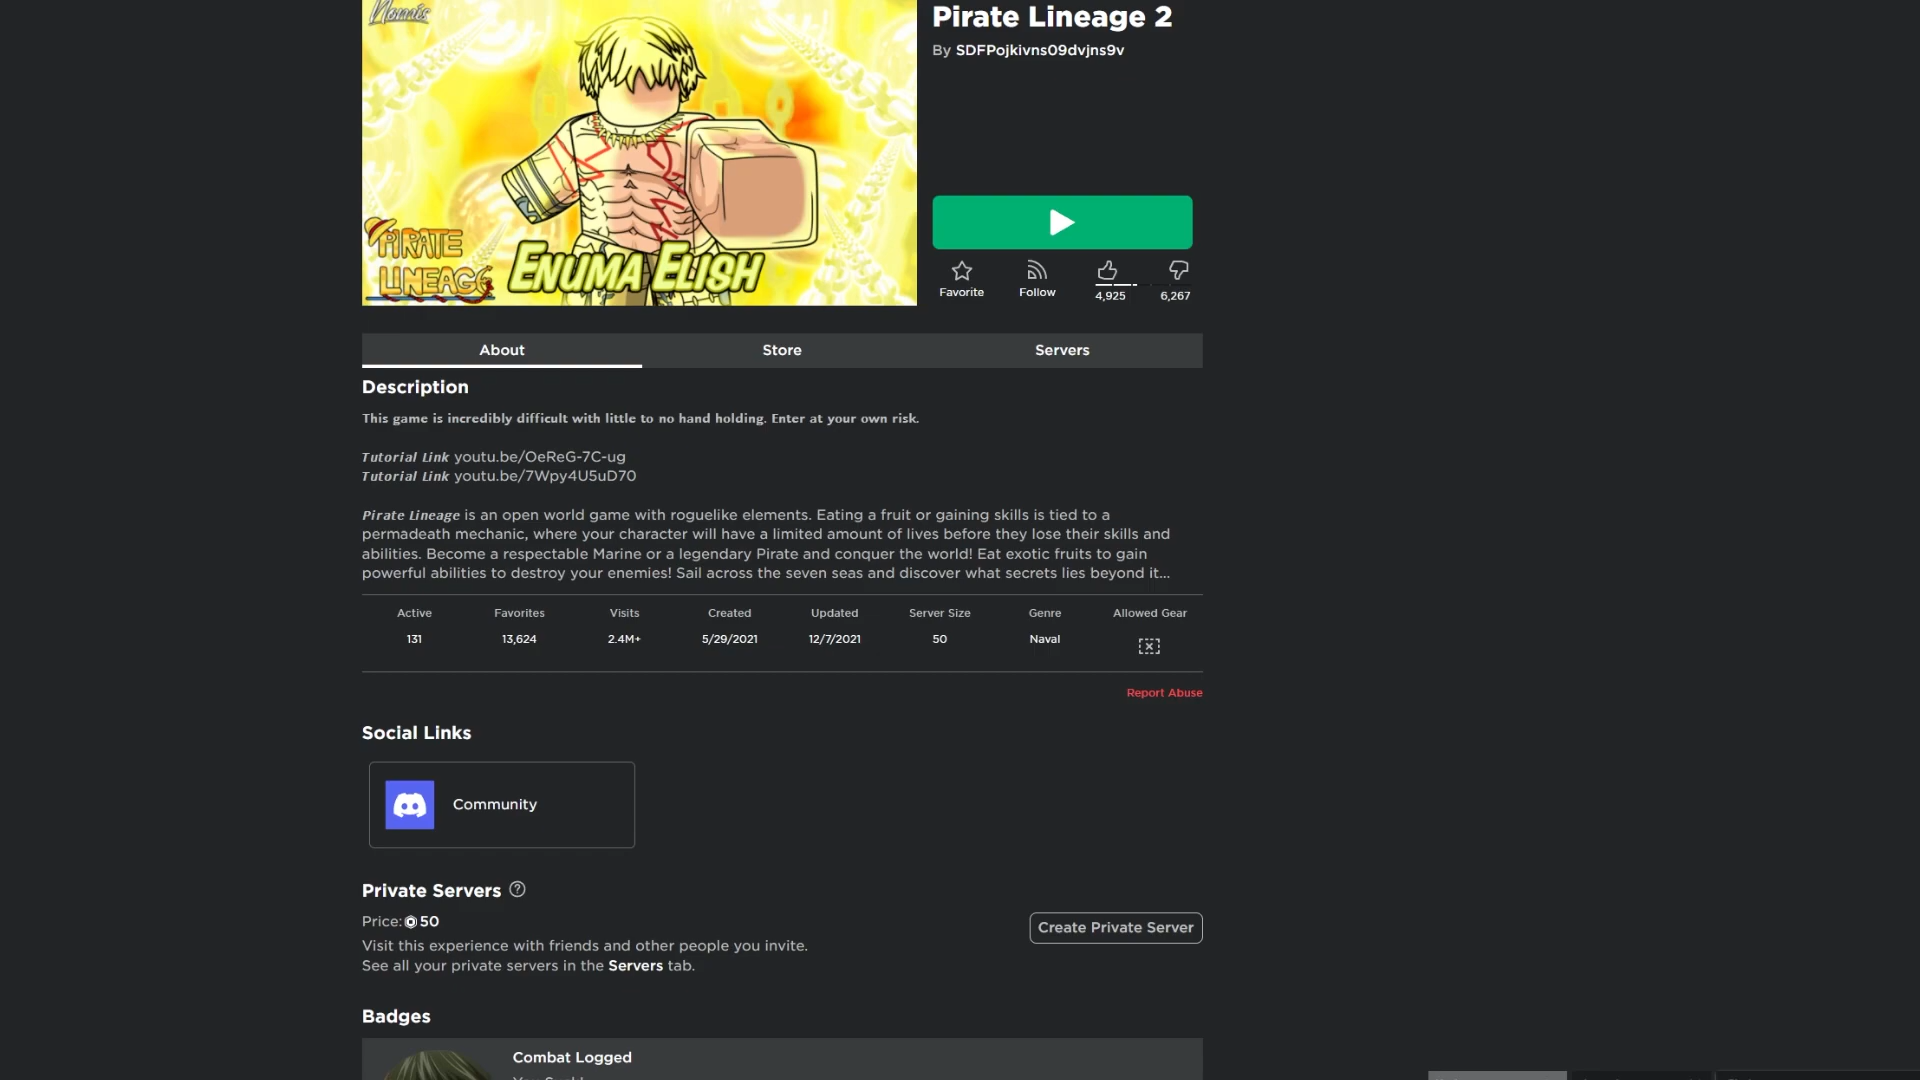 Nomis
Pirate Lineage 2
By SDFPojkivns09dvjns9v
PIRATE
LINEAGE
ENUMA ELISH
Favorite
Follow
4,925
6,267
About
Store
Servers
Description
This game is incredibly difficult with little to no hand holding. Enter at your own risk.
Tutorial Link youtu.be/OeReG-7C-ug
Tutorial Link youtu.be/7Wpy4U5uD70
Pirate Lineage is an open world game with roguelike elements. Eating a fruit or gaining skills is tied to a
permadeath mechanic, where your character will have a limited amount of lives before they lose their skills and
abilities. Become a respectable Marine or a legendary Pirate and conquer the world! Eat exotic fruits to gain
powerful abilities to destroy your enemies! Sail across the seven seas and discover what secrets lies beyond it...
Active
Favorites
Visits
Created
Updated
Server Size
Genre
Allowed Gear
131
13,624
2.4M+
5/29/2021
12/7/2021
50
Naval
Report Abuse
Social Links
Community
Private Servers
Price: 50
Create Private Server
Visit this experience with friends and other people you invite.
See all your private servers in the Servers tab.
Badges
Combat Logged